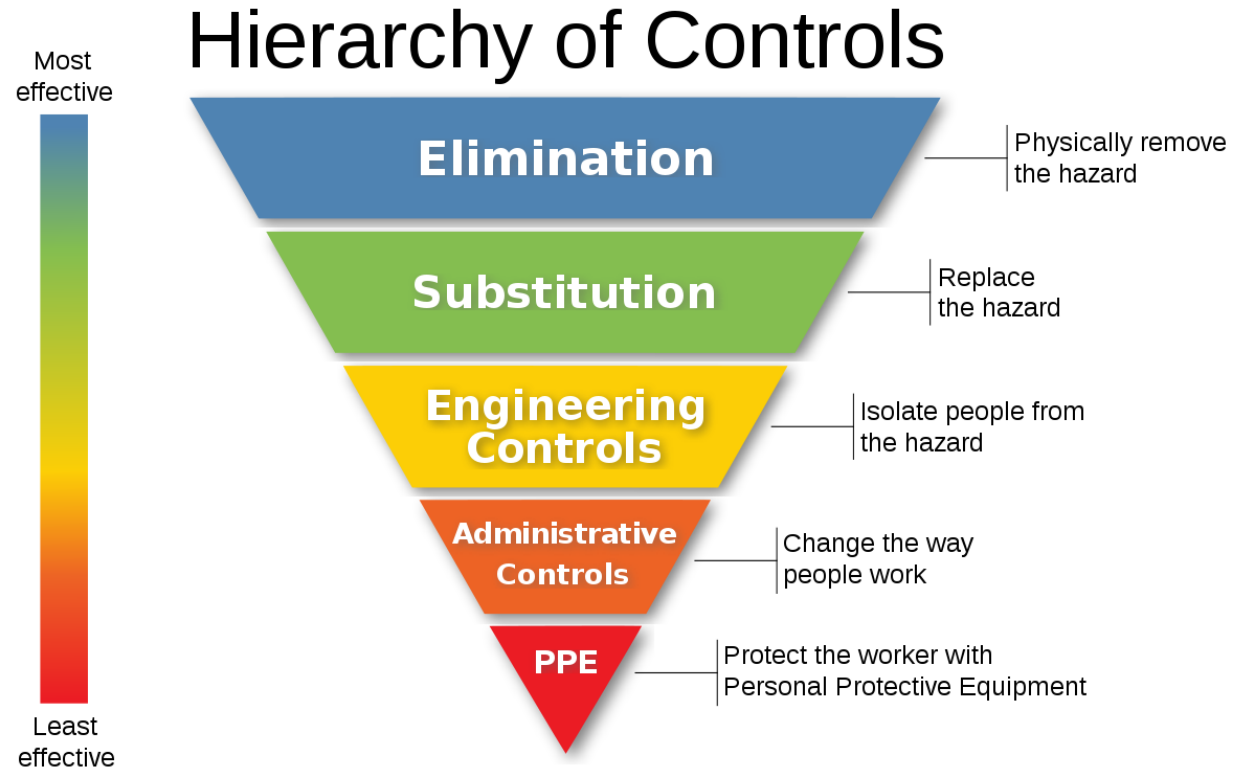 Hierarchy of Controls
Most
effective
Elimination
Physically remove
the hazard
Substitution
Replace
the hazard
Engineering
Controls
Isolate people from
the hazard
Administrative
Controls
Change the way
people work
PPE
Protect the worker with
Personal Protective Equipment
Least
effective